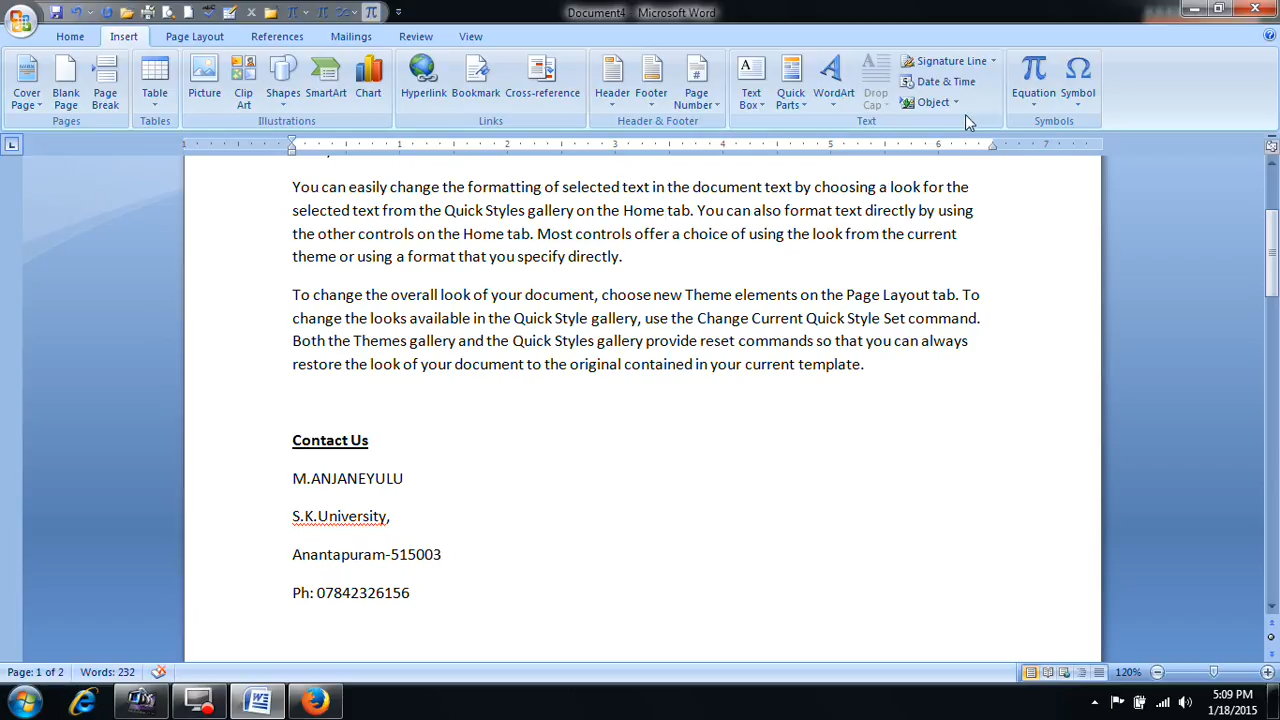 Document4 - Microsoft Word
Home Insert Page Layout References Mailings Review View
Cover Page Blank Page Page Break Table Picture Clip Art Shapes SmartArt Chart Hyperlink Bookmark Cross-reference Header Footer Page Number Text Box Quick Parts WordArt Drop Cap Signature Line Date & Time Object Equation Symbol
Pages Tables Illustrations Links Header & Footer Text Symbols
1 1 2 3 4 5 6 7
You can easily change the formatting of selected text in the document text by choosing a look for the
selected text from the Quick Styles gallery on the Home tab. You can also format text directly by using
the other controls on the Home tab. Most controls offer a choice of using the look from the current
theme or using a format that you specify directly.
To change the overall look of your document, choose new Theme elements on the Page Layout tab. To
change the looks available in the Quick Style gallery, use the Change Current Quick Style Set command.
Both the Themes gallery and the Quick Styles gallery provide reset commands so that you can always
restore the look of your document to the original contained in your current template.
Contact Us
M.ANJANEYULU
S.K.University,
Anantapuram-515003
Ph: 07842326156
Page: 1 of 2 Words: 232 120%
5:09 PM
1/18/2015